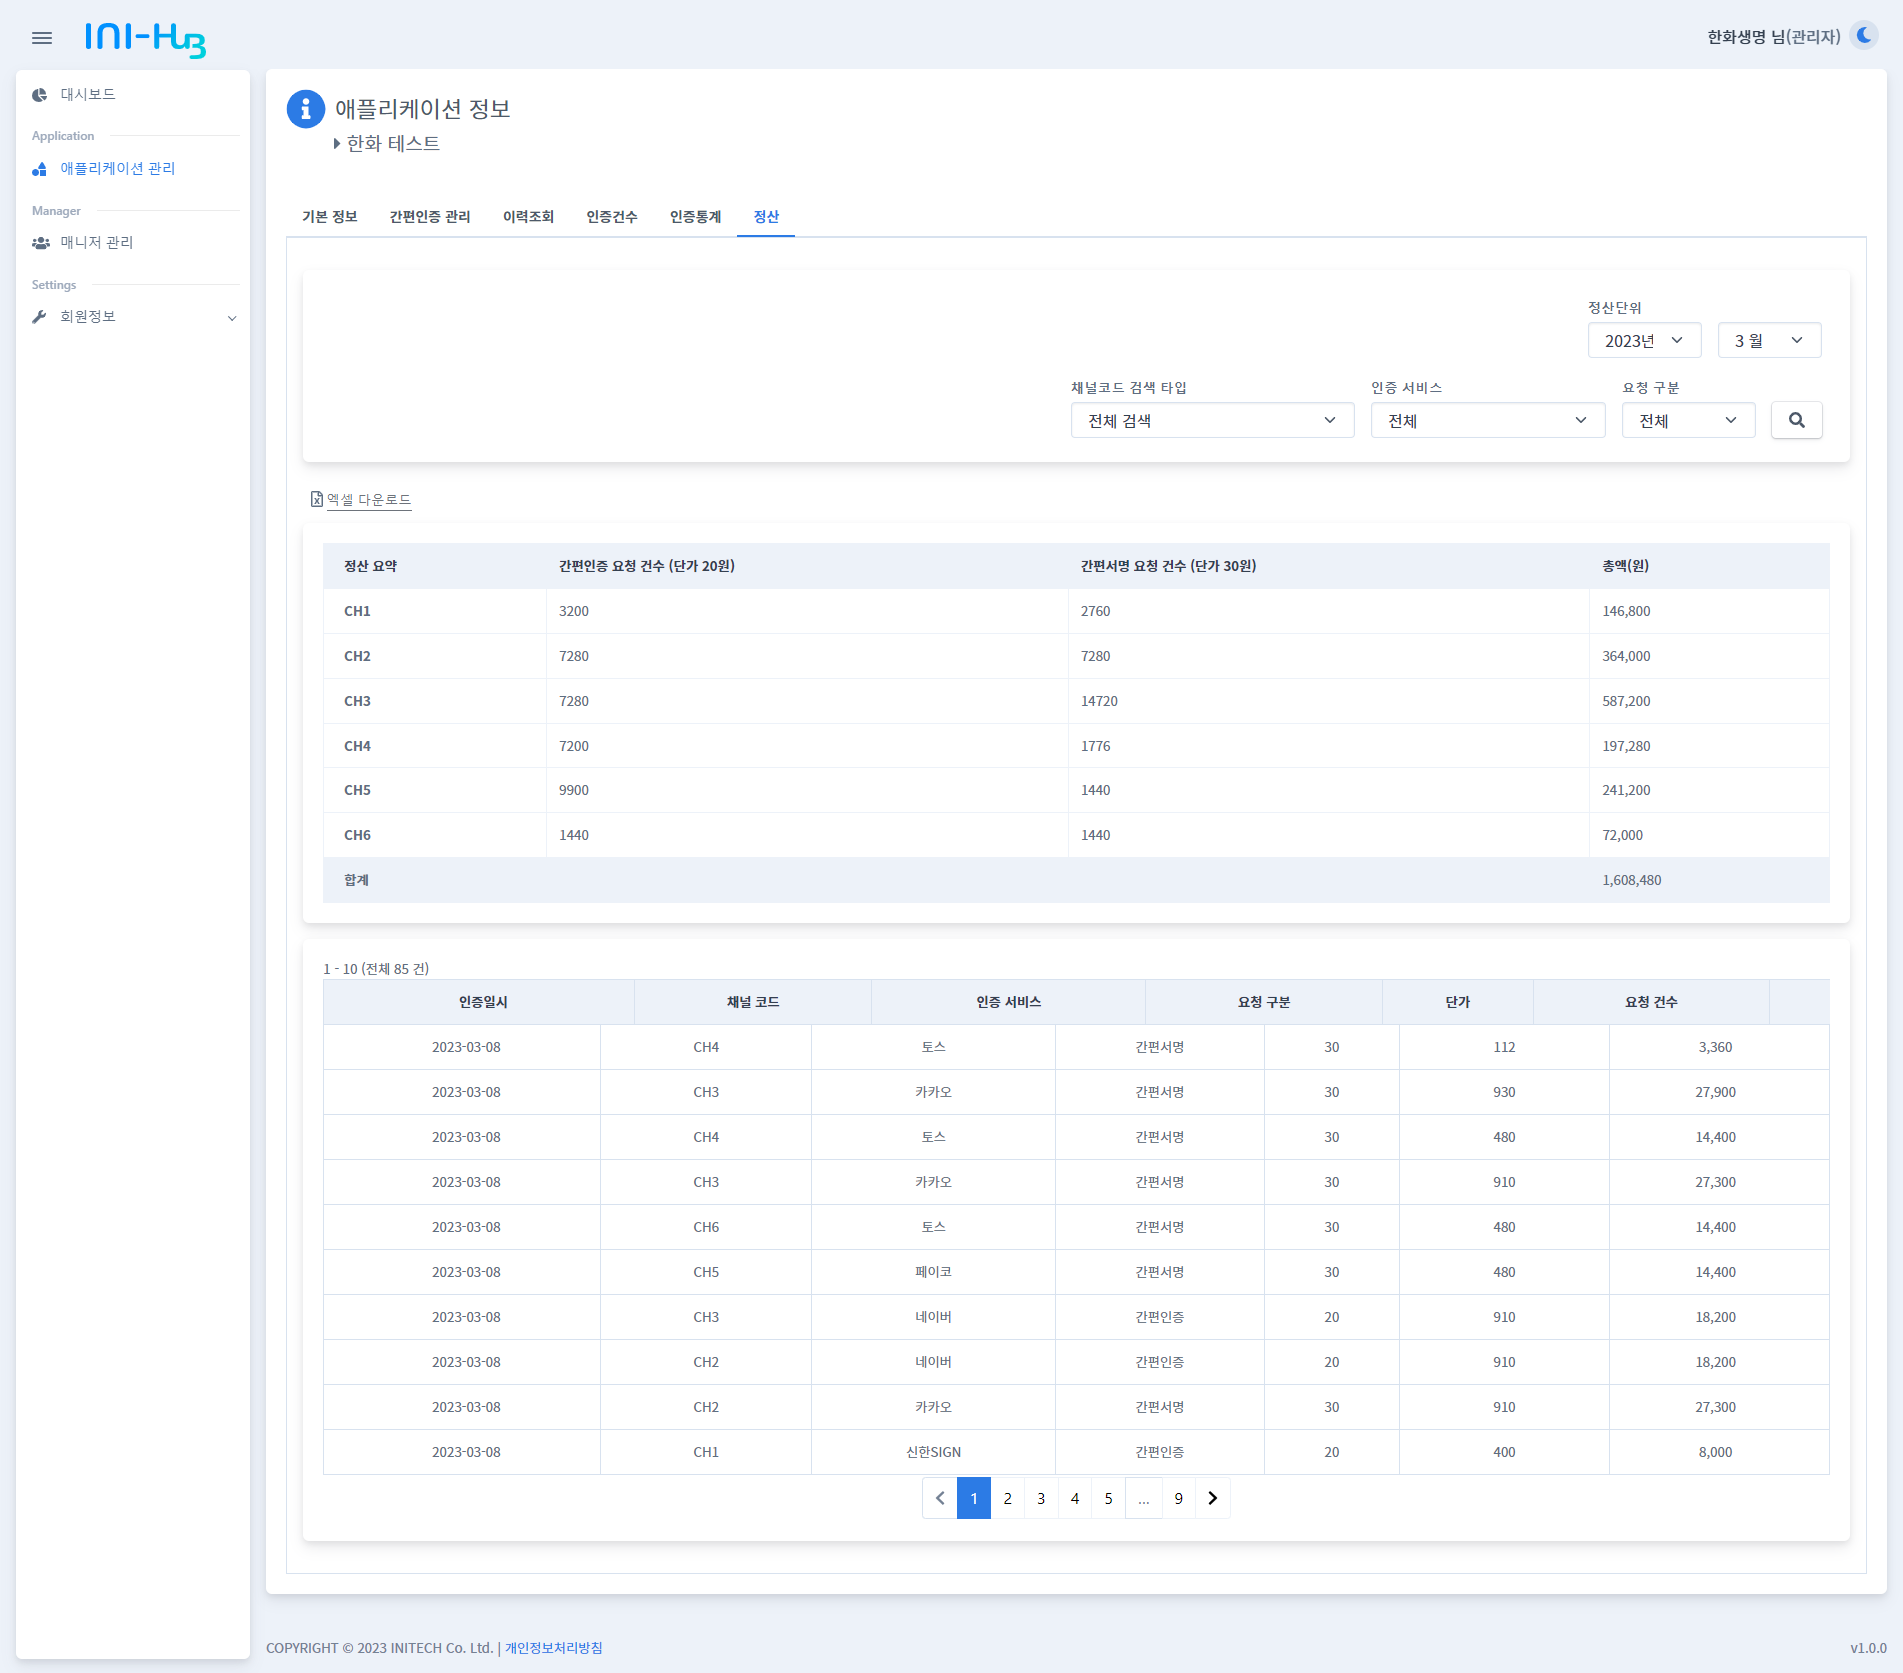 INI-Hub
한화생명 님(관리자)
대시보드
Application
애플리케이션 관리
Manager
매니저 관리
Settings
회원정보
애플리케이션 정보
한화 테스트
기본 정보 간편인증 관리 이력조회 인증건수 인증통계 정산
정산단위
2023년 3 월
채널코드 검색 타입 인증 서비스 요청 구분
전체 검색 전체 전체
엑셀 다운로드
정산 요약 간편인증 요청 건수 (단가 20원) 간편서명 요청 건수 (단가 30원) 총액(원)
CH1 3200 2760 146,800
CH2 7280 7280 364,000
CH3 7280 14720 587,200
CH4 7200 1776 197,280
CH5 9900 1440 241,200
CH6 1440 1440 72,000
합계 1,608,480
1 - 10 (전체 85 건)
인증일시 채널 코드 인증 서비스 요청 구분 단가 요청 건수
2023-03-08 CH4 토스 간편서명 30 112 3,360
2023-03-08 CH3 카카오 간편서명 30 930 27,900
2023-03-08 CH4 토스 간편서명 30 480 14,400
2023-03-08 CH3 카카오 간편서명 30 910 27,300
2023-03-08 CH6 토스 간편서명 30 480 14,400
2023-03-08 CH5 페이코 간편서명 30 480 14,400
2023-03-08 CH3 네이버 간편인증 20 910 18,200
2023-03-08 CH2 네이버 간편인증 20 910 18,200
2023-03-08 CH2 카카오 간편서명 30 910 27,300
2023-03-08 CH1 신한SIGN 간편인증 20 400 8,000
1 2 3 4 5 ... 9
COPYRIGHT © 2023 INITECH Co. Ltd. | 개인정보처리방침
v1.0.0